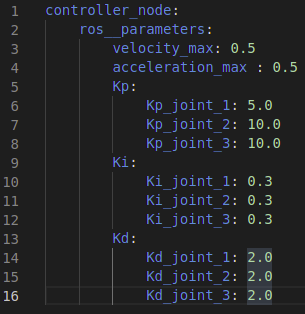 1 controller_node:
2 ros__parameters:
3 velocity_max: 0.5
4 acceleration_max : 0.5
5 Kp:
6 Kp_joint_1: 5.0
7 Kp_joint_2: 10.0
8 Kp_joint_3: 10.0
9 Ki:
10 Ki_joint_1: 0.3
11 Ki_joint_2: 0.3
12 Ki_joint_3: 0.3
13 Kd:
14 Kd_joint_1: 2.0
15 Kd_joint_2: 2.0
16 Kd_joint_3: 2.0